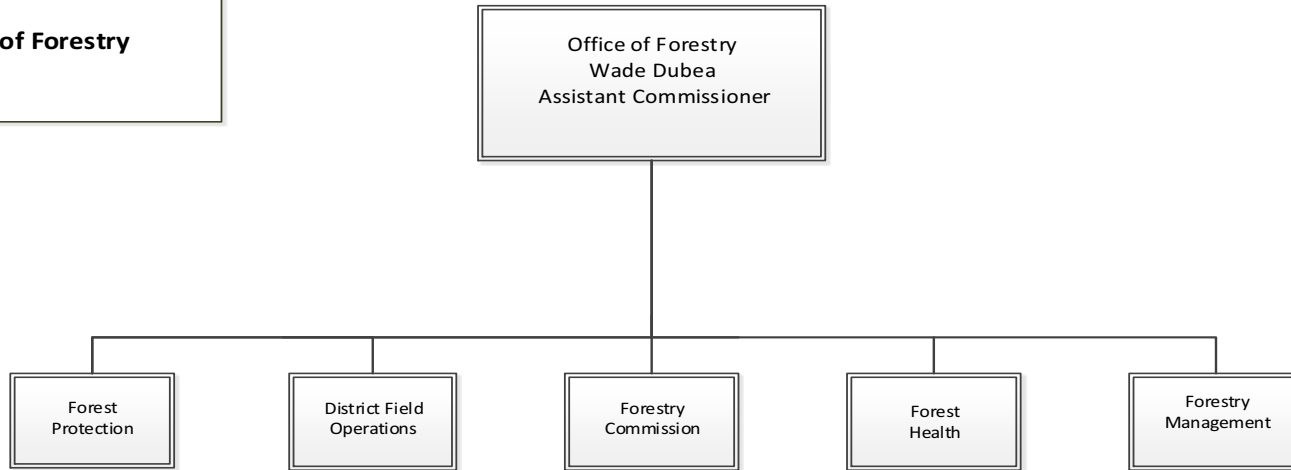 of Forestry
Office of Forestry
Wade Dubea
Assistant Commissioner
Forest
Protection
District Field
Operations
Forestry
Commission
Forest
Health
Forestry
Management